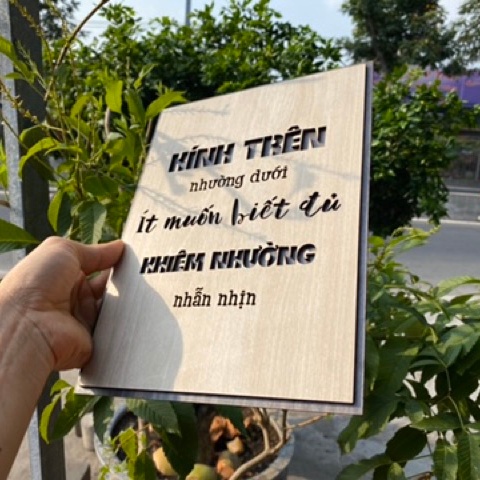 KÍNH TRÊN
nhường dưới
Ít muốn biết đủ
KHIÊM NHƯỜNG
nhẫn nhịn